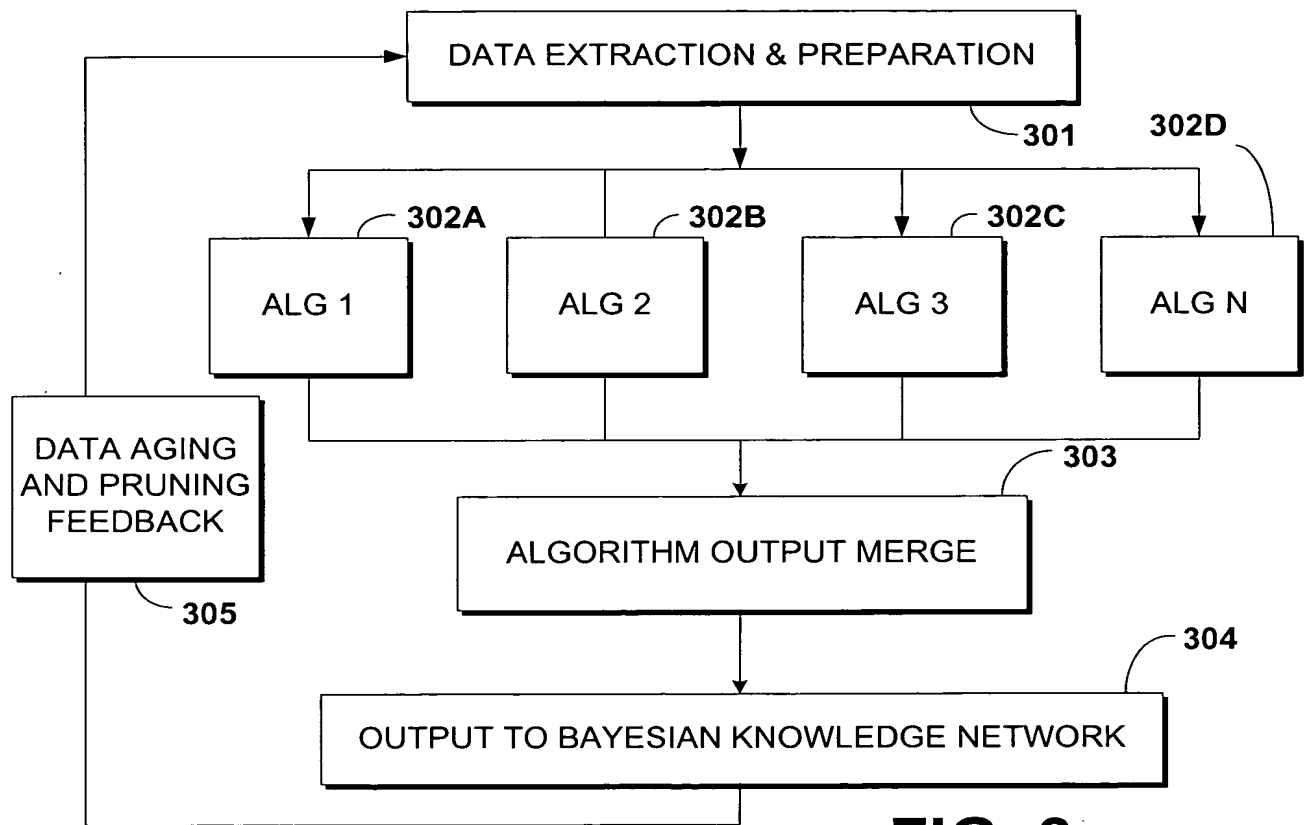 DATA EXTRACTION & PREPARATION
301
302A
302B
302C
302D
ALG 1
ALG 2
ALG 3
ALG N
DATA AGING
AND PRUNING
FEEDBACK
305
303
ALGORITHM OUTPUT MERGE
304
OUTPUT TO BAYESIAN KNOWLEDGE NETWORK